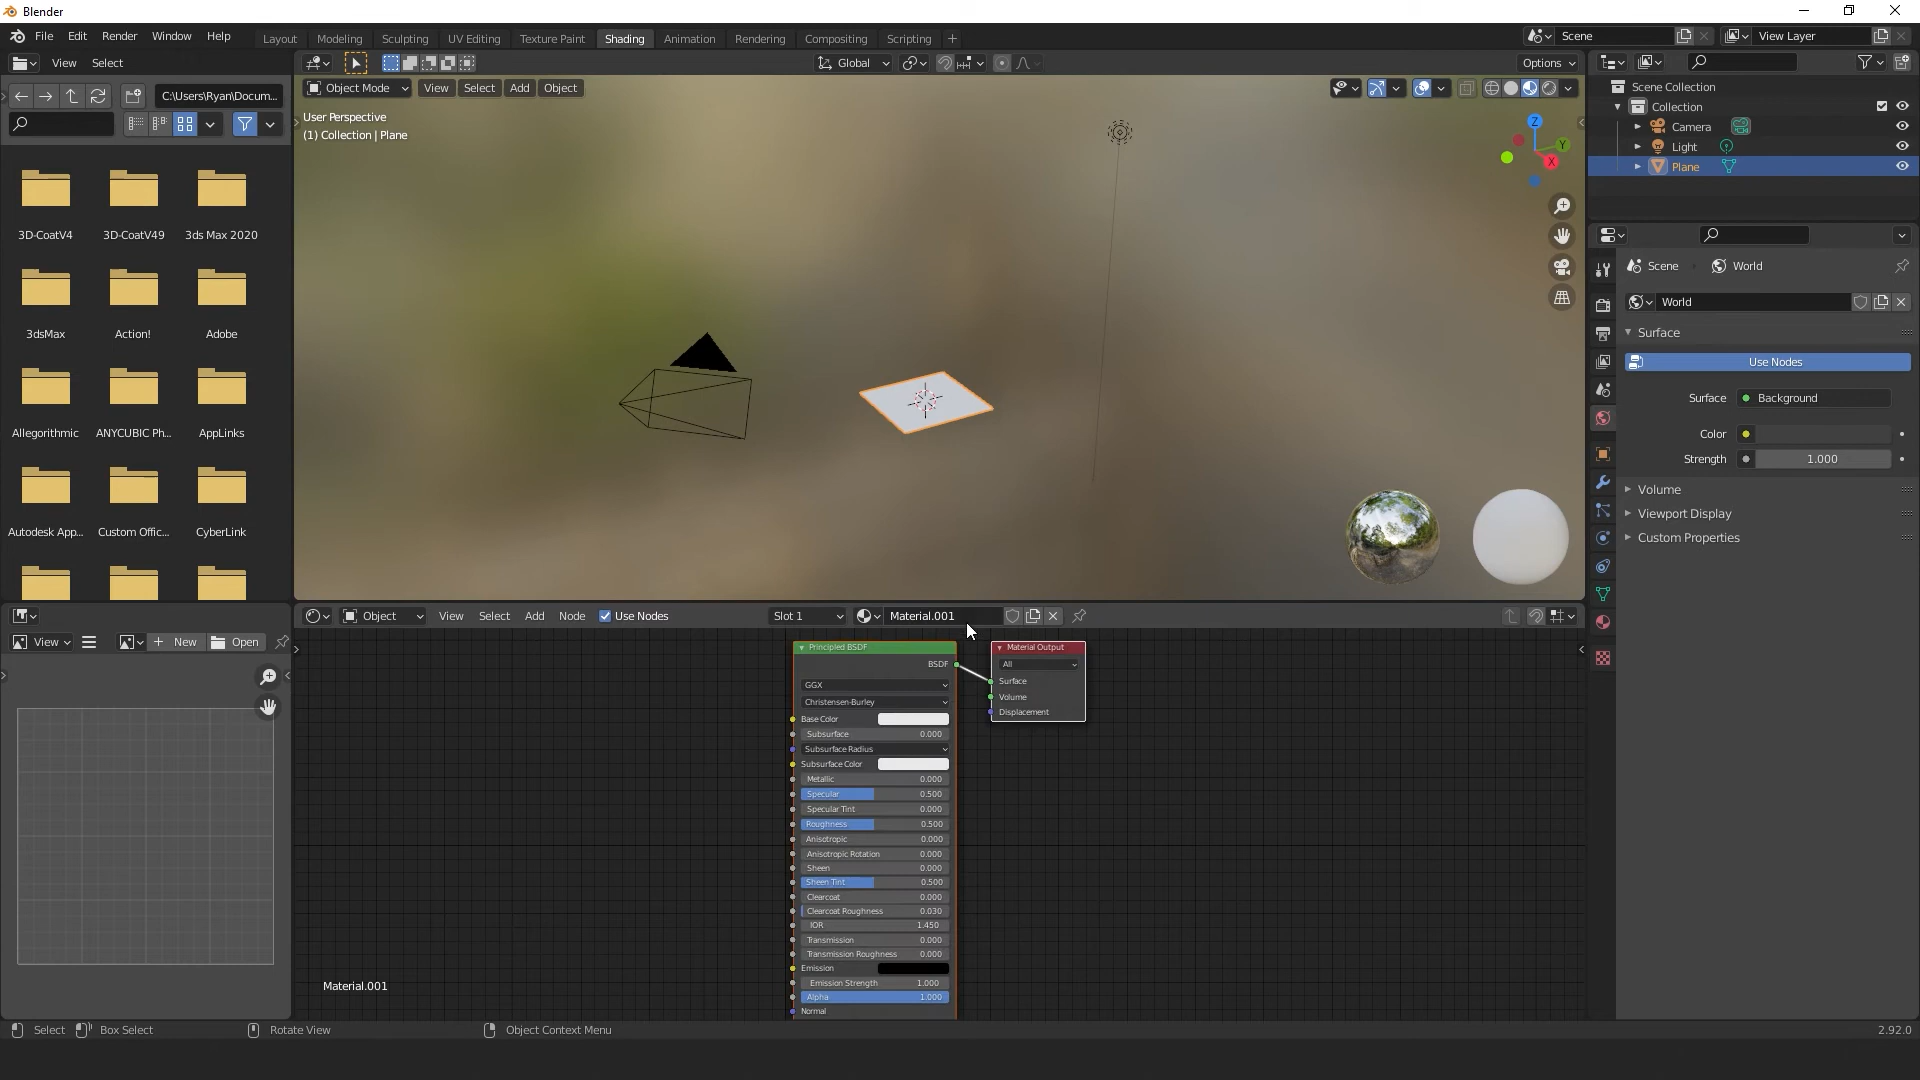 Blender
File Edit Render Window Help
Layout Modeling Sculpting UV Editing Texture Paint Shading Animation Rendering Compositing Scripting +
Scene
View Layer
View Select
Global
Options
C:\Users\Ryan\Docum...
Object Mode View Select Add Object
User Perspective
(1) Collection | Plane
Z
Y
X
3D-CoatV4 3D-CoatV49 3ds Max 2020
3dsMax Action! Adobe
Allegorithmic ANYCUBIC Ph... AppLinks
Autodesk App... Custom Offic... CyberLink
Scene Collection
Collection
Camera
Light
Plane
Scene World
World
Surface
Use Nodes
Surface Background
Color
Strength 1.000
Volume
Viewport Display
Custom Properties
Object View Select Add Node Use Nodes Slot 1 Material.001
View + New Open
Principled BSDF
BSDF
GGX
Christensen-Burley
Base Color
Subsurface 0.000
Subsurface Radius
Subsurface Color
Metallic 0.000
Specular 0.500
Specular Tint 0.000
Roughness 0.500
Anisotropic 0.000
Anisotropic Rotation 0.000
Sheen 0.000
Sheen Tint 0.500
Clearcoat 0.000
Clearcoat Roughness 0.030
IOR 1.450
Transmission 0.000
Transmission Roughness 0.000
Emission
Emission Strength 1.000
Alpha 1.000
Normal
Material Output
All
Surface
Volume
Displacement
Material.001
Select Box Select Rotate View Object Context Menu
2.92.0